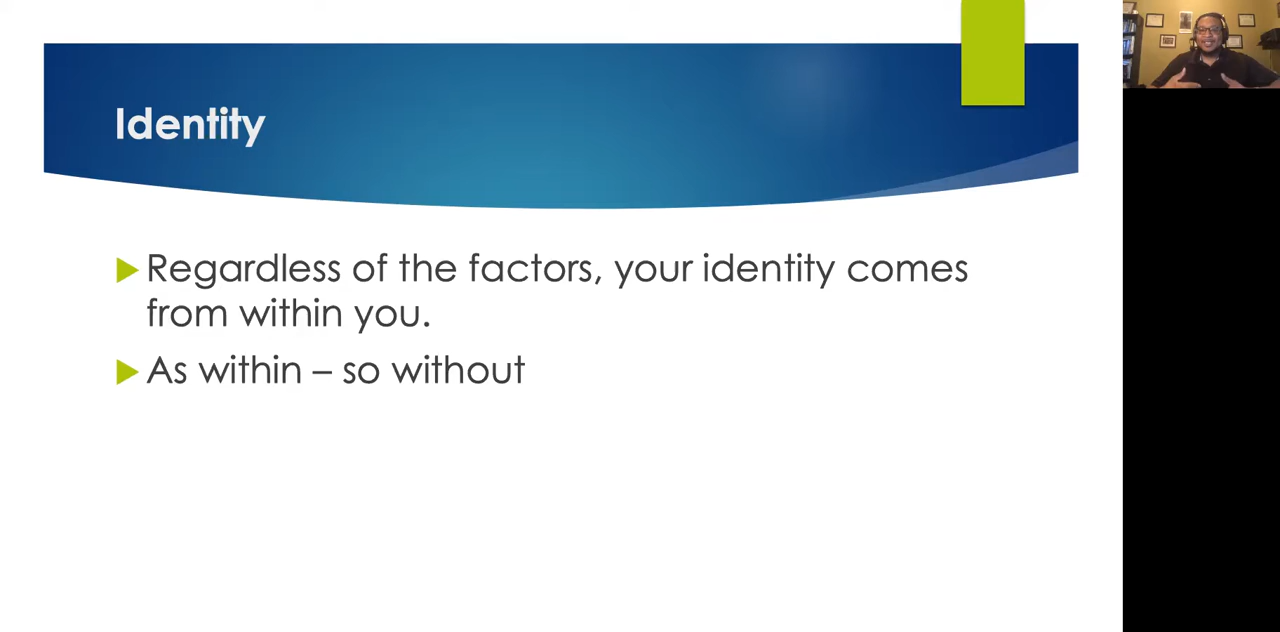 Identity
Regardless of the factors, your identity comes
from within you.
As within – so without